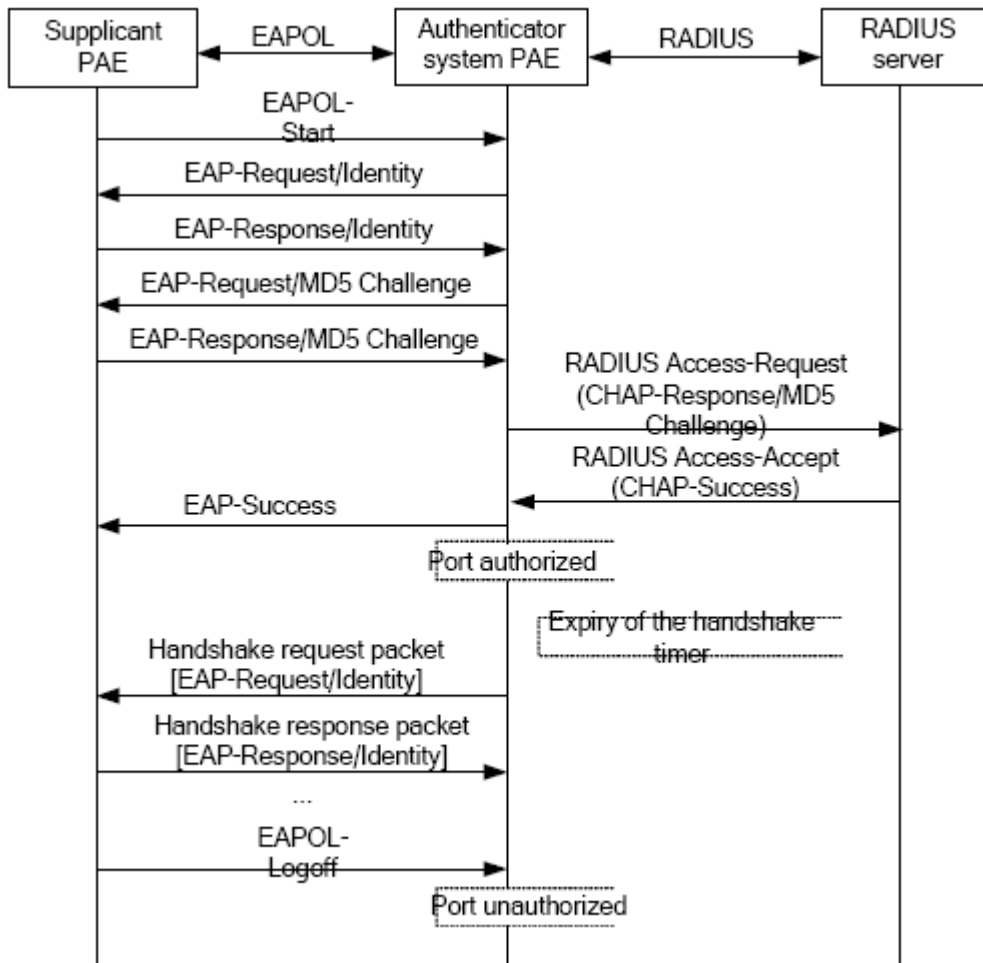 Supplicant
PAE
EAPOL
Authenticator
system PAE
RADIUS
RADIUS
server
EAPOL-
Start
EAP-Request/Identity
EAP-Response/Identity
EAP-Request/MD5 Challenge
EAP-Response/MD5 Challenge
RADIUS Access-Request
(CHAP-Response/MD5
Challenge)
RADIUS Access-Accept
(CHAP-Success)
EAP-Success
Port authorized
Expiry of the handshake
timer
Handshake request packet
[EAP-Request/Identity]
Handshake response packet
[EAP-Response/Identity]
...
EAPOL-
Logoff
Port unauthorized